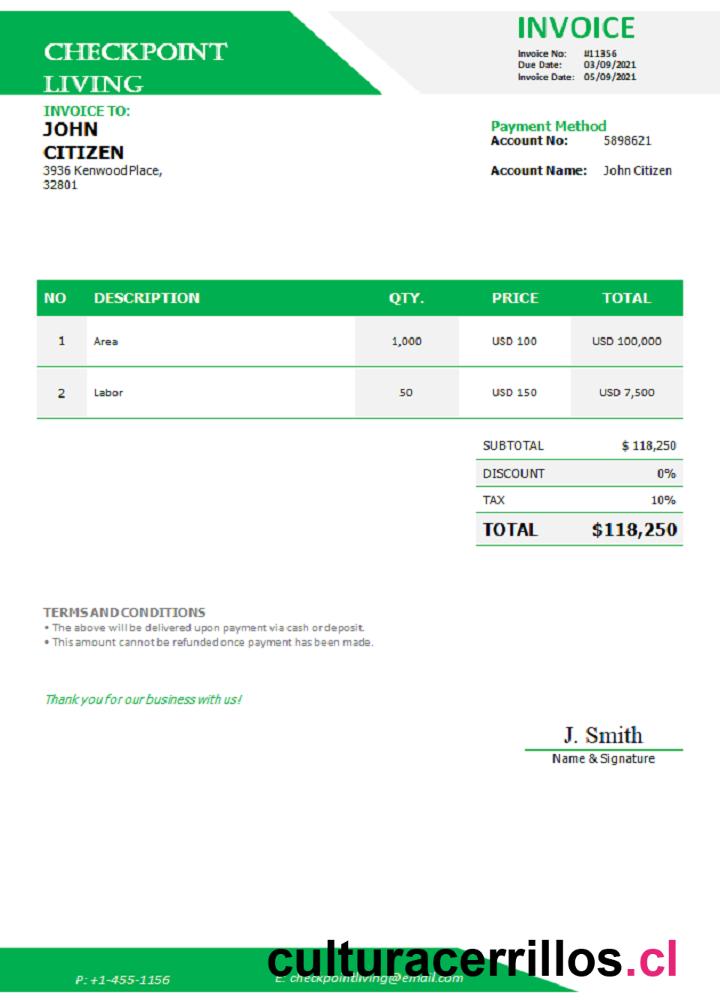 CHECKPOINT
LIVING
INVOICE
Invoice No: #11356
Due Date: 03/09/2021
Invoice Date: 05/09/2021
INVOICE TO:
JOHN
CITIZEN
3936 Kenwood Place,
32801
Payment Method
Account No: 5898621
Account Name: John Citizen
NO DESCRIPTION QTY. PRICE TOTAL
1 Area 1,000 USD 100 USD 100,000
2 Labor 50 USD 150 USD 7,500
SUBTOTAL $ 118,250
DISCOUNT 0%
TAX 10%
TOTAL $118,250
TERMS AND CONDITIONS
• The above will be delivered upon payment via cash or deposit.
• This amount cannot be refunded once payment has been made.
Thank you for our business with us!
J. Smith
Name & Signature
culturacerrillos.cl
P: +1-455-1156 E: checkpointliving@email.com